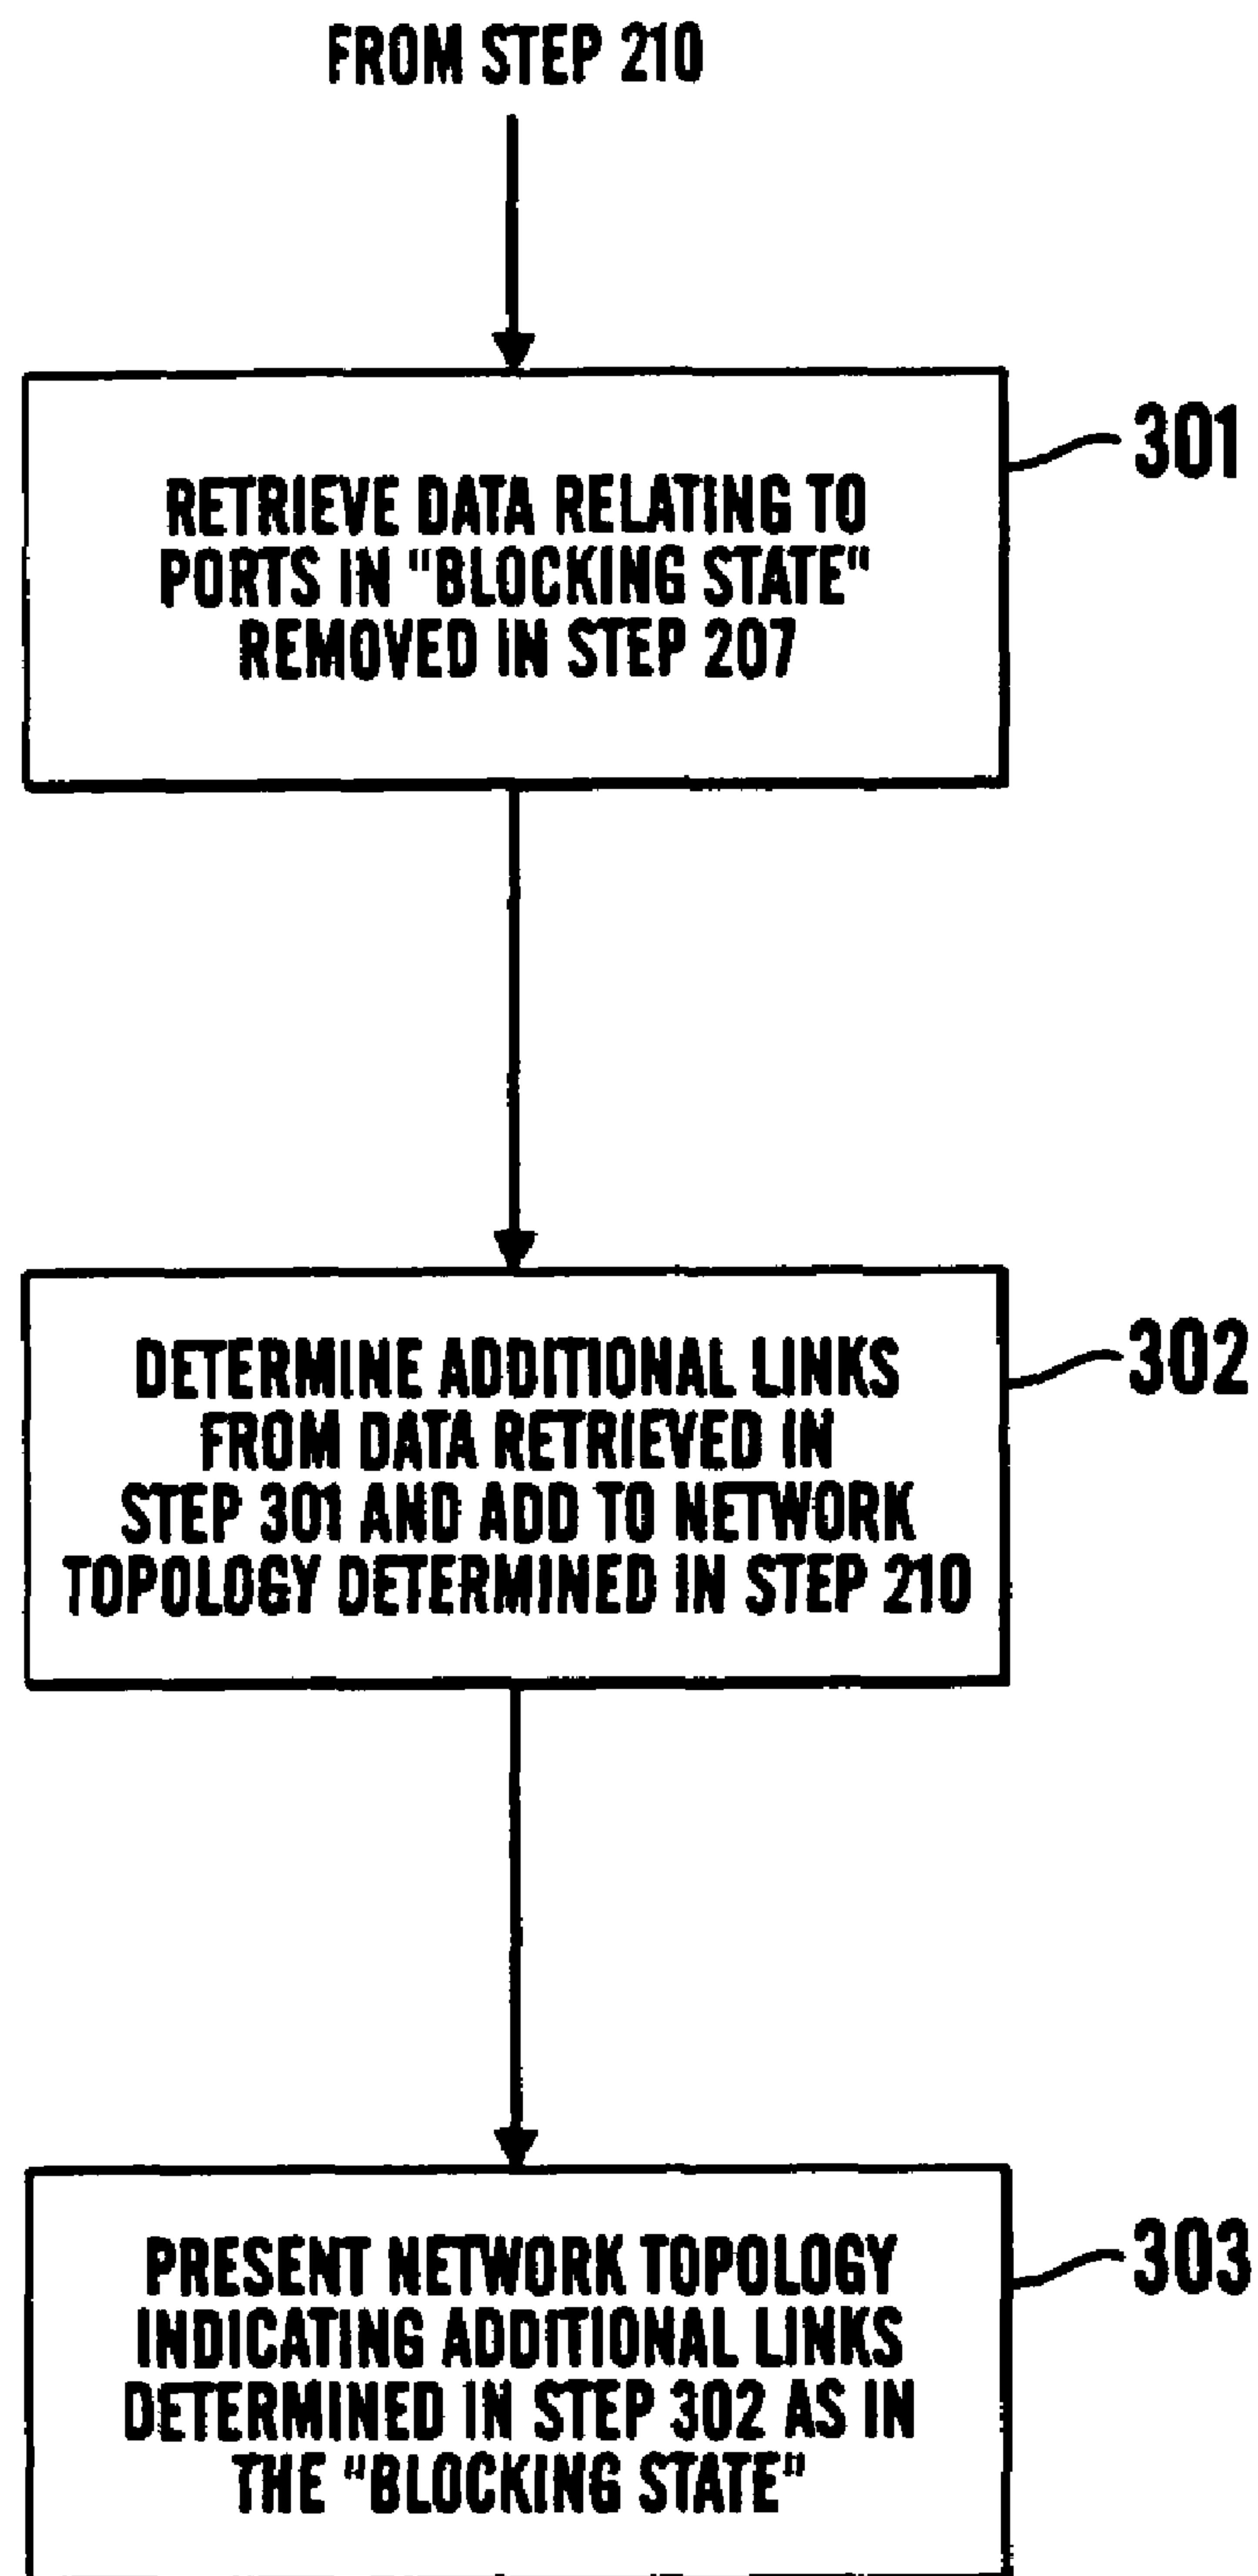 FROM STEP 210
301
RETRIEVE DATA RELATING TO
PORTS IN "BLOCKING STATE"
REMOVED IN STEP 207
302
DETERMINE ADDITIONAL LINKS
FROM DATA RETRIEVED IN
STEP 301 AND ADD TO NETWORK
TOPOLOGY DETERMINED IN STEP 210
303
PRESENT NETWORK TOPOLOGY
INDICATING ADDITIONAL LINKS
DETERMINED IN STEP 302 AS IN
THE "BLOCKING STATE"